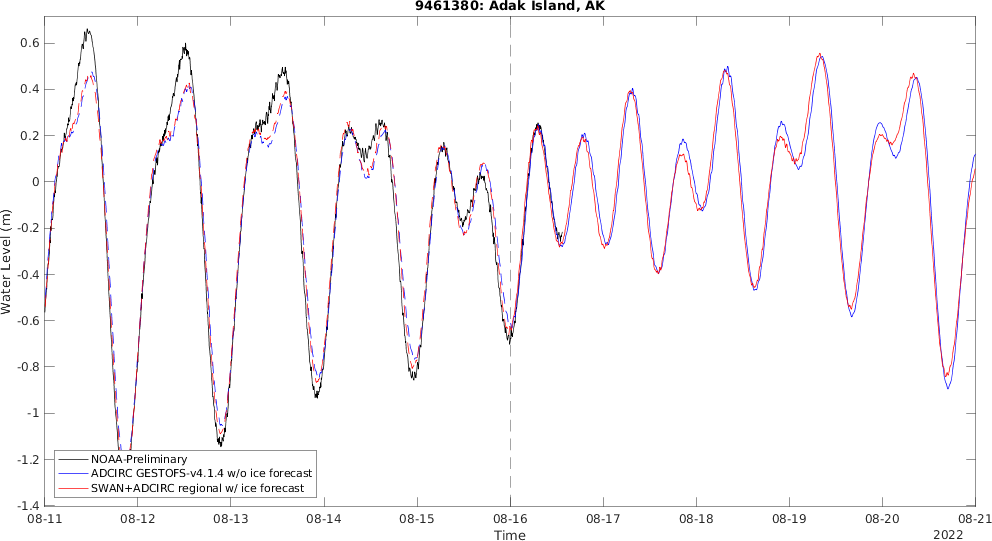 9461380: Adak Island, AK
0.6
0.4
0.2
0
-0.2
-0.4
-0.6
-0.8
-1
-1.2
-1.4
Water Level (m)
NOAA-Preliminary
ADCIRC GESTOFS-v4.1.4 w/o ice forecast
SWAN+ADCIRC regional w/ ice forecast
08-11 08-12 08-13 08-14 08-15 08-16 08-17 08-18 08-19 08-20 08-21
Time
2022